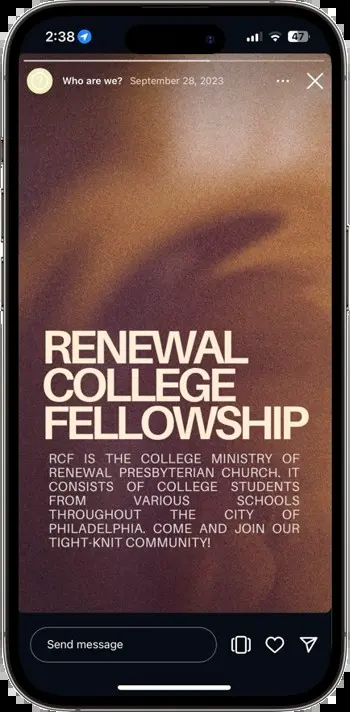 2:38
47
Who are we? September 28, 2023
RENEWAL
COLLEGE
FELLOWSHIP
RCF IS THE COLLEGE MINISTRY OF
RENEWAL PRESBYTERIAN CHURCH. IT
CONSISTS OF COLLEGE STUDENTS
FROM VARIOUS SCHOOLS
THROUGHOUT THE CITY OF
PHILADELPHIA. COME AND JOIN OUR
TIGHT-KNIT COMMUNITY!
Send message